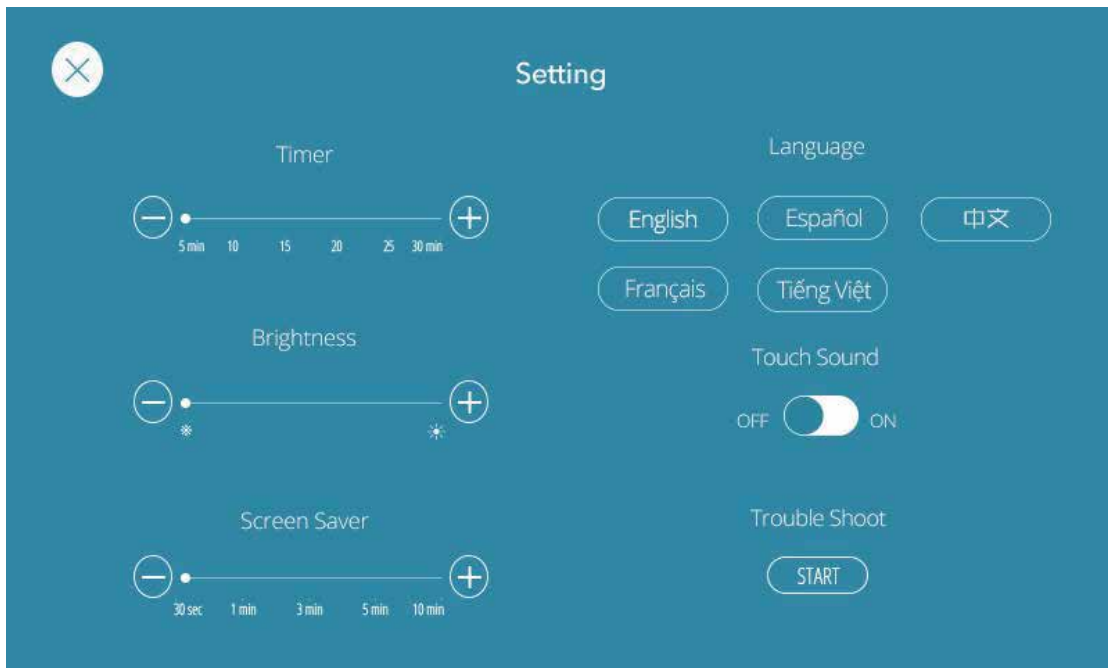 Setting
Timer
5 min 10 15 20 25 30 min
Brightness
Screen Saver
30 sec 1 min 3 min 5 min 10 min
Language
English Español 中文
Français Tiếng Việt
Touch Sound
OFF ON
Trouble Shoot
START